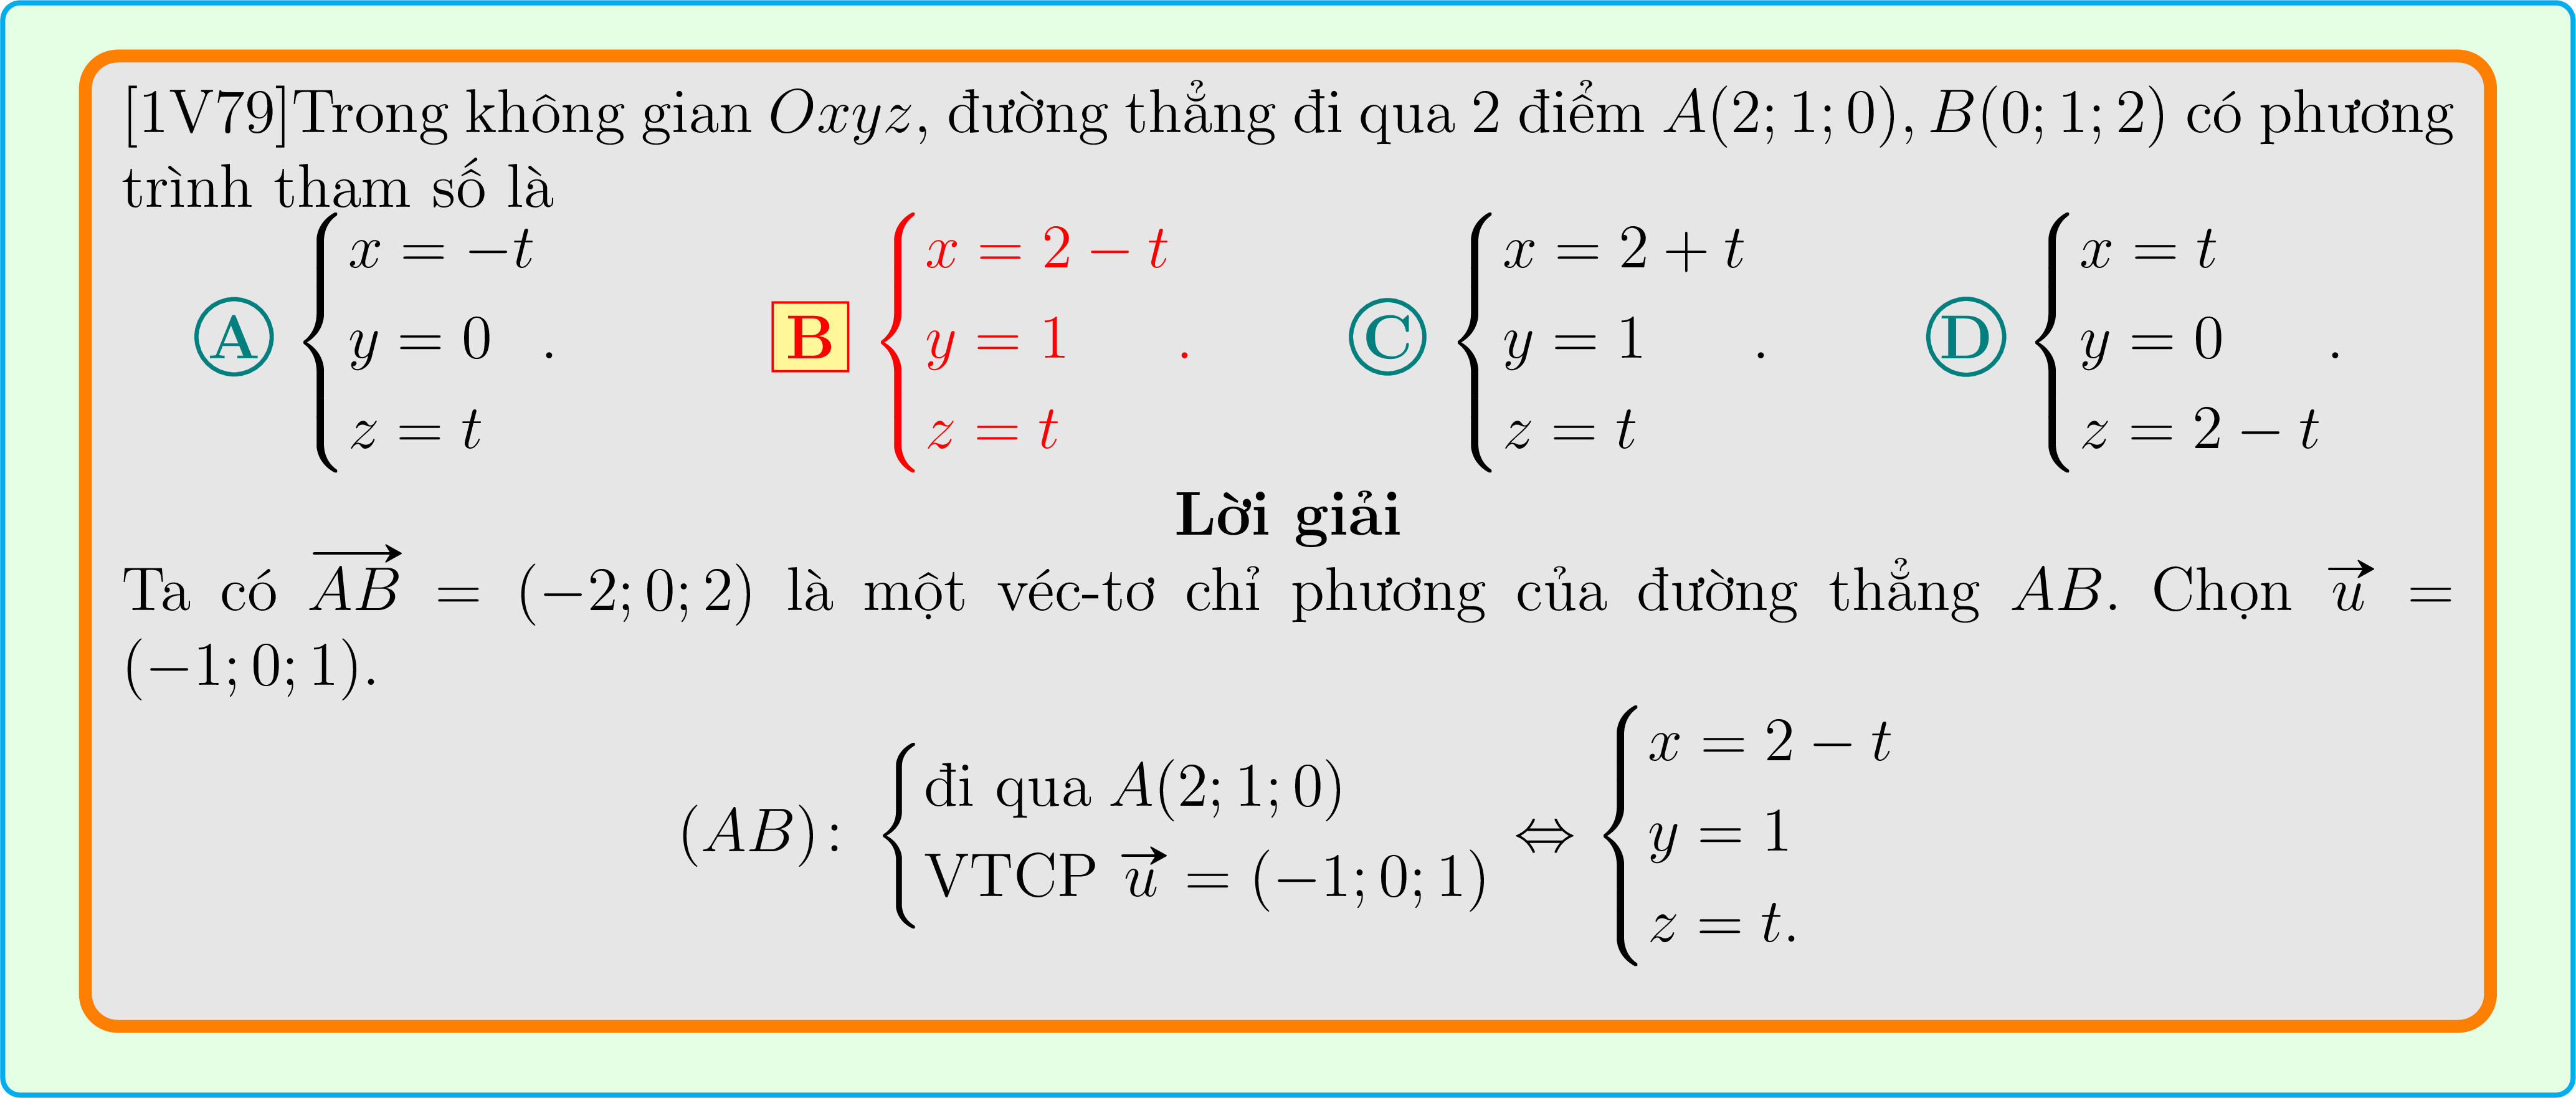 [1V79]Trong không gian $Oxyz$, đường thẳng đi qua 2 điểm $A(2;1;0), B(0;1;2)$ có phương
trình tham số là
A $\begin{cases} x = -t \\ y = 0 \\ z = t \end{cases}$. B $\begin{cases} x = 2 - t \\ y = 1 \\ z = t \end{cases}$. C $\begin{cases} x = 2 + t \\ y = 1 \\ z = t \end{cases}$. D $\begin{cases} x = t \\ y = 0 \\ z = 2 - t \end{cases}$.
Lời giải
Ta có $\overrightarrow{AB} = (-2;0;2)$ là một véc-tơ chỉ phương của đường thẳng $AB$. Chọn $\overrightarrow{u} =$
$(-1;0;1)$.
$(AB)\colon \begin{cases} \text{đi qua } A(2;1;0) \\ \text{VTCP } \overrightarrow{u} = (-1;0;1) \end{cases} \Leftrightarrow \begin{cases} x = 2 - t \\ y = 1 \\ z = t. \end{cases}$